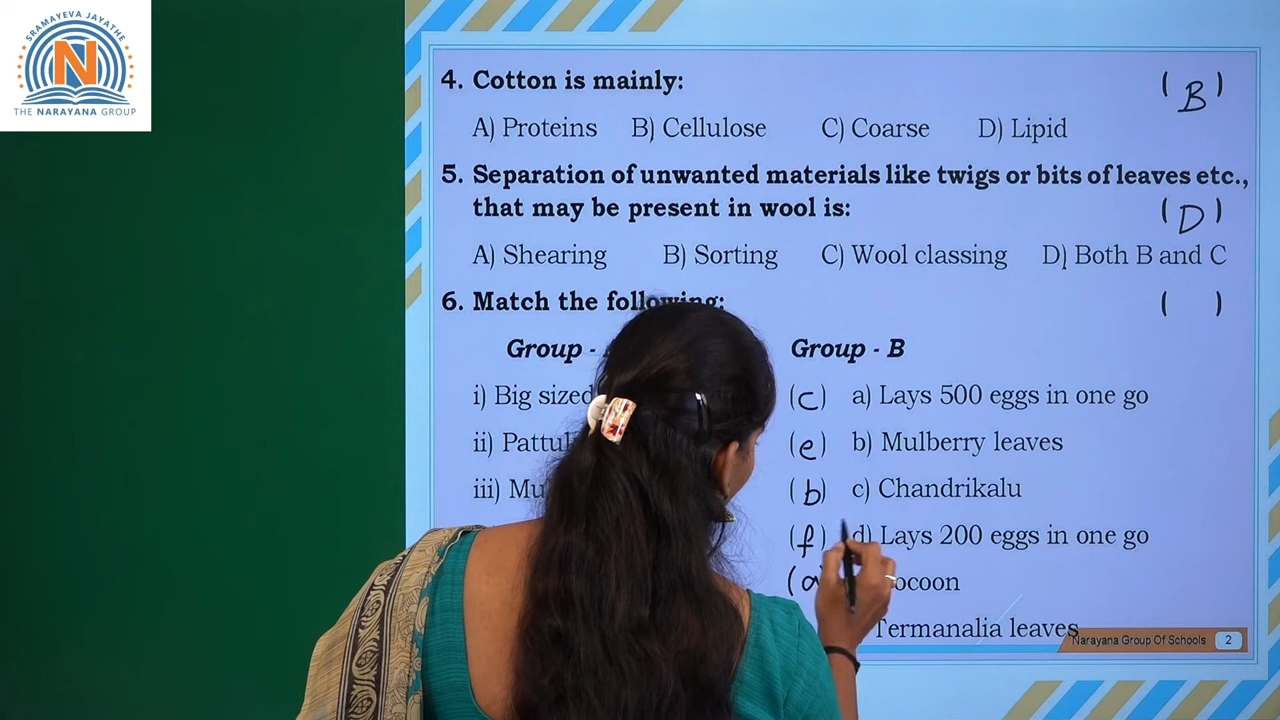 SRAMAYEVA JAYATHE
N
THE NARAYANA GROUP
4. Cotton is mainly: ( B )
A) Proteins B) Cellulose C) Coarse D) Lipid
5. Separation of unwanted materials like twigs or bits of leaves etc.,
that may be present in wool is: ( D )
A) Shearing B) Sorting C) Wool classing D) Both B and C
6. Match the following: ( )
Group - Group - B
i) Big sized (c) a) Lays 500 eggs in one go
ii) (e) b) Mulberry leaves
iii) (b) c) Chandrikalu
(f) d) Lays 200 eggs in one go
(a
Termanalia leaves
Narayana Group Of Schools 2